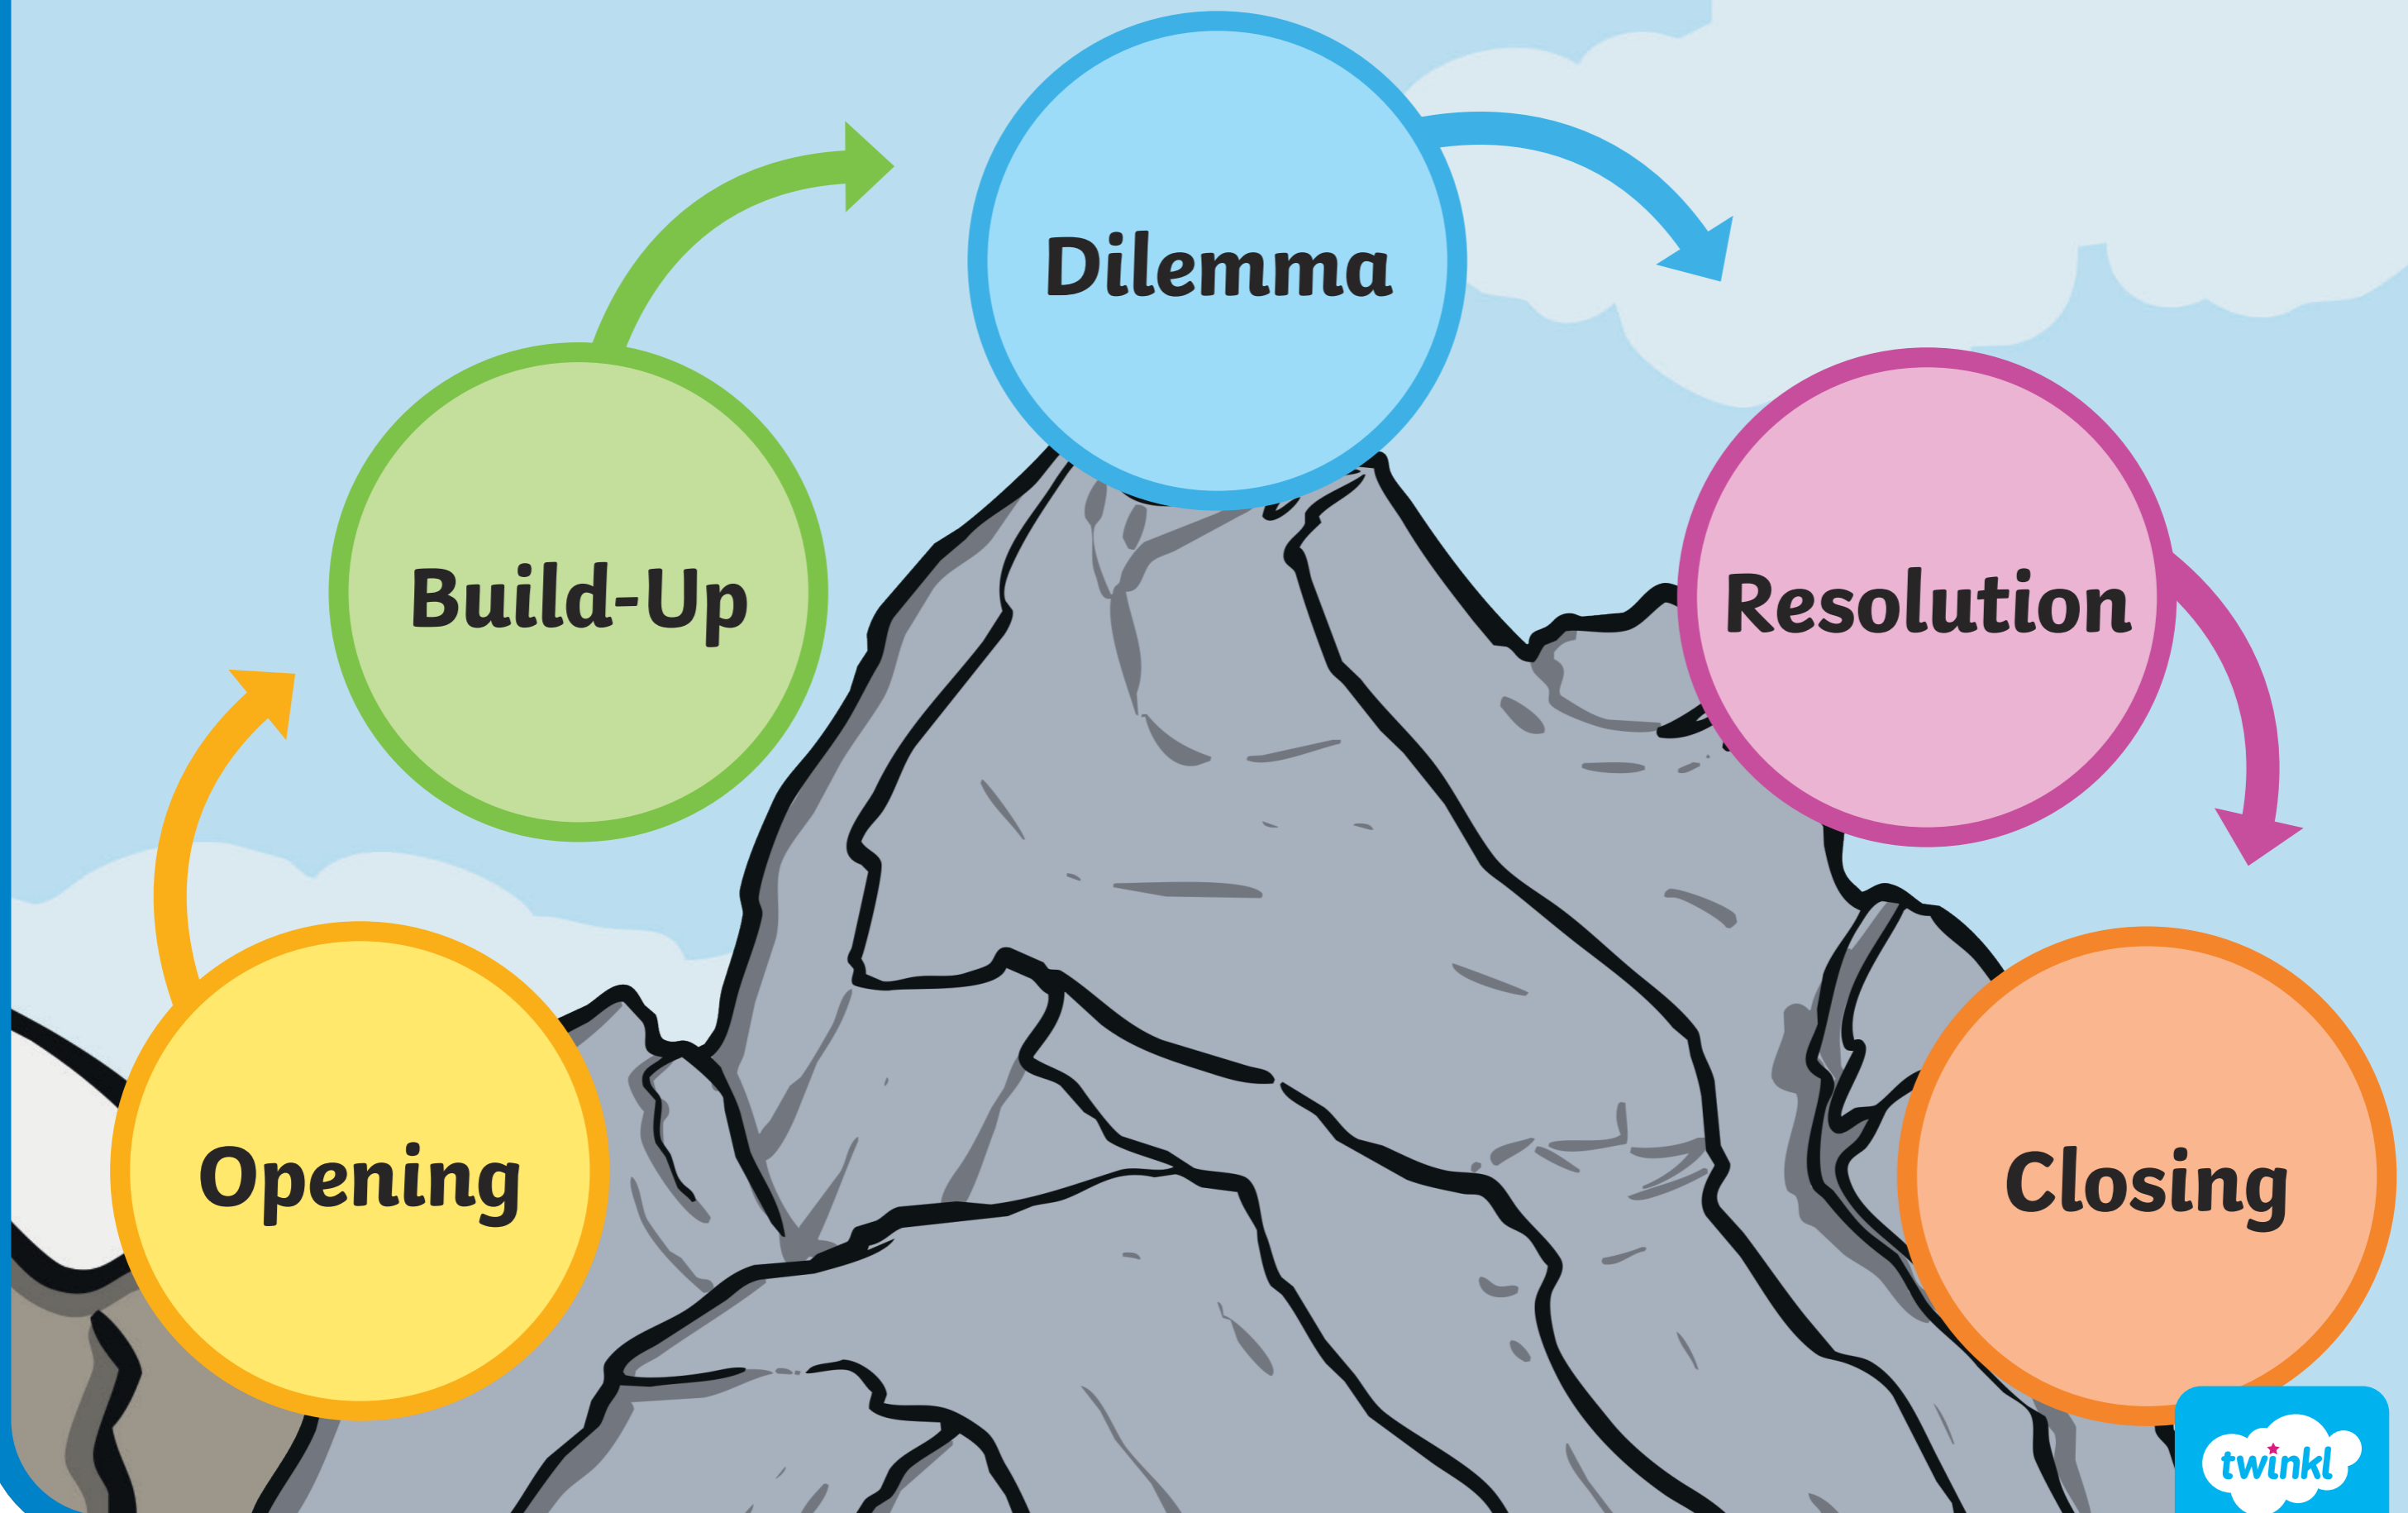 Opening
Build-Up
Dilemma
Resolution
Closing
twinkl